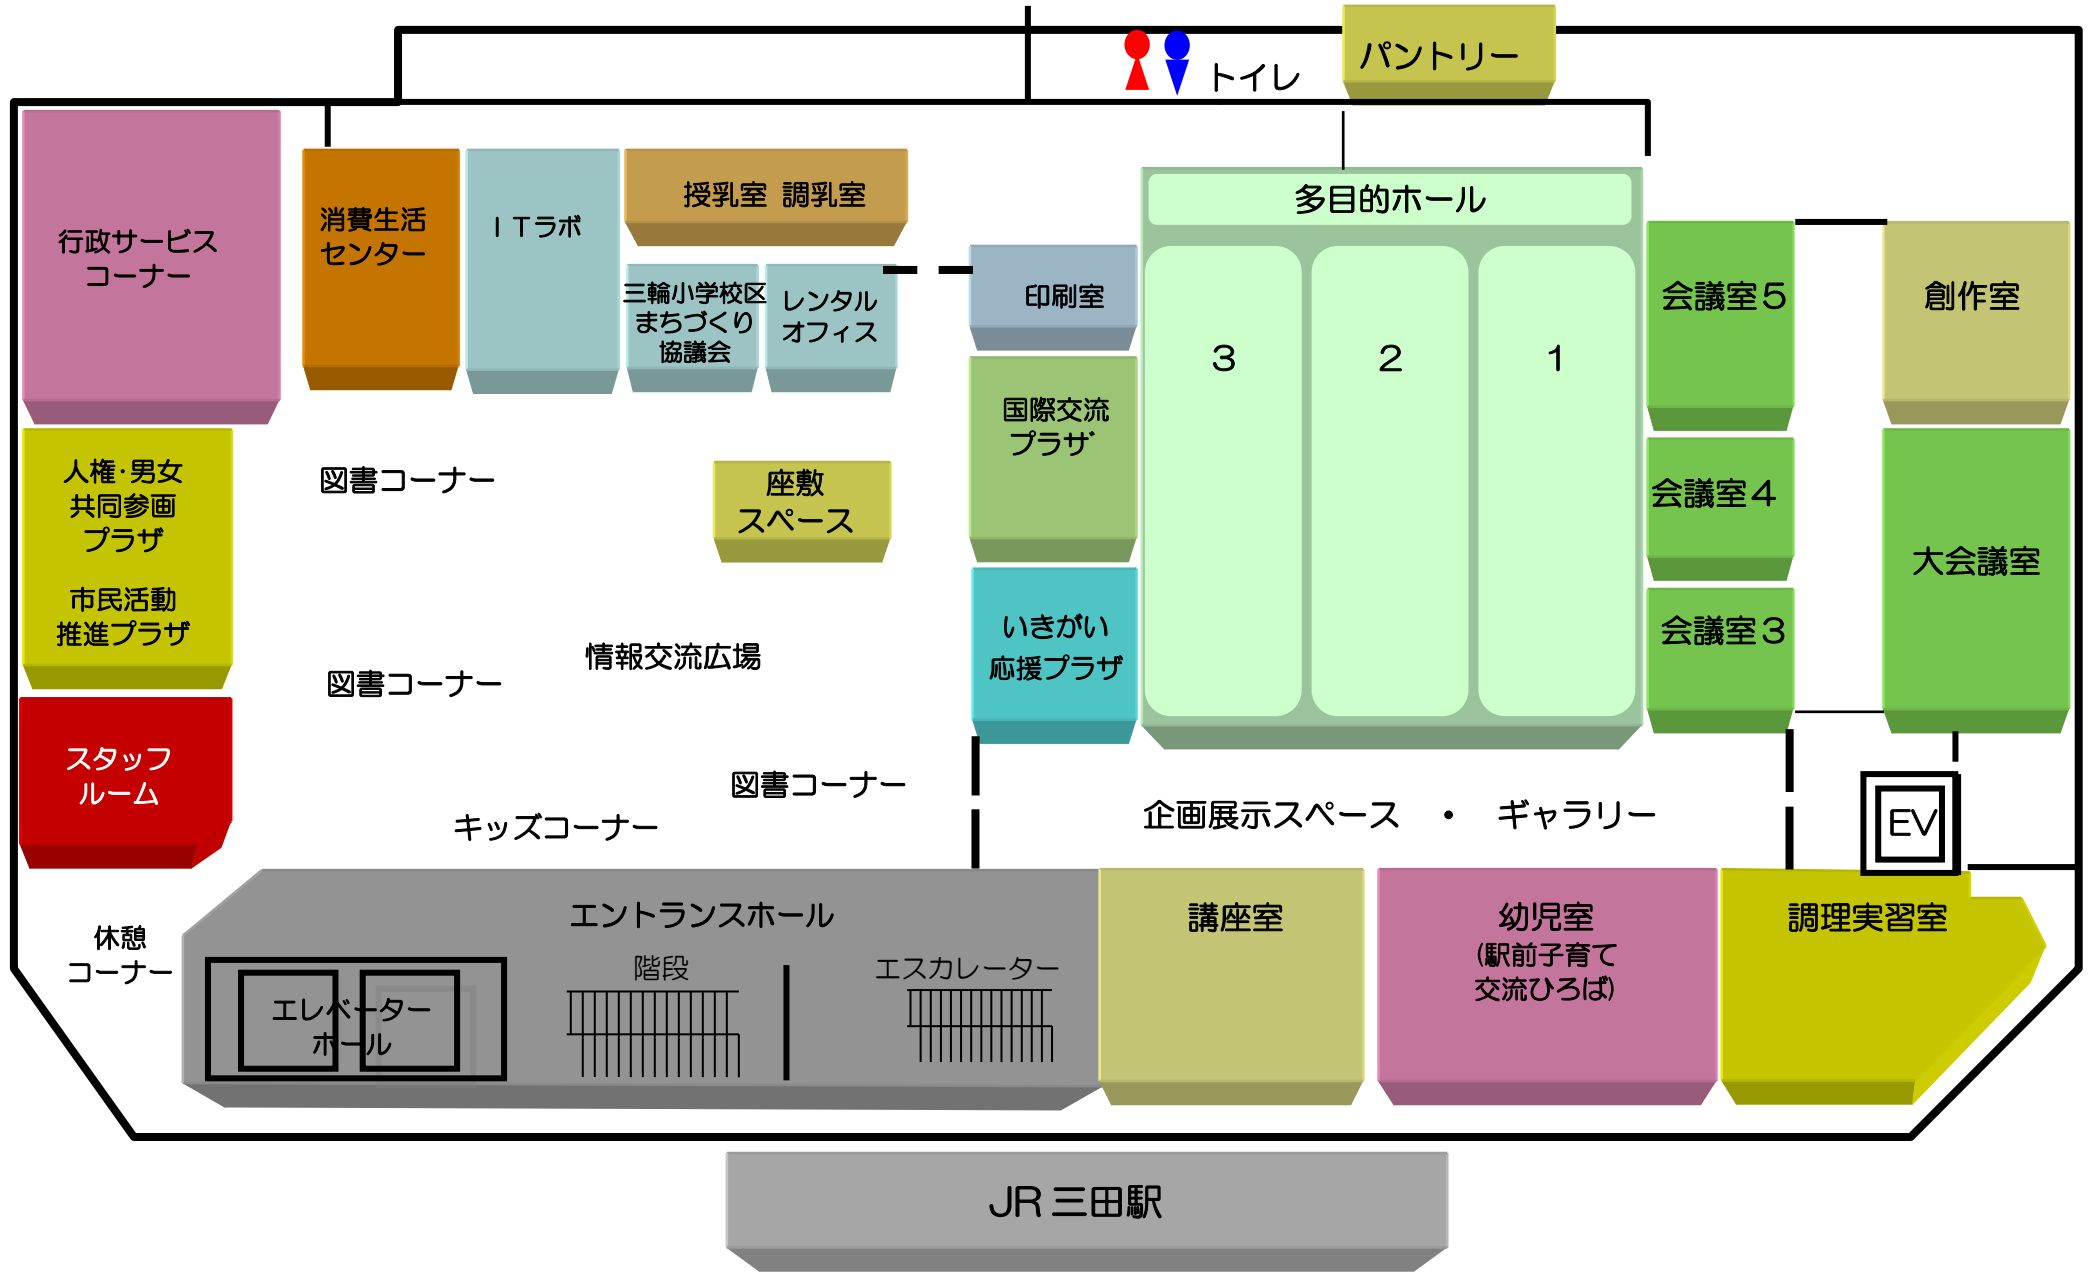 パントリー
トイレ
行政サービス
コーナー
消費生活
センター
ITラボ
授乳室 調乳室
三輪小学校区
まちづくり
協議会
レンタル
オフィス
印刷室
多目的ホール
3
2
1
会議室5
創作室
人権・男女
共同参画
プラザ
市民活動
推進プラザ
図書コーナー
座敷
スペース
国際交流
プラザ
会議室4
大会議室
図書コーナー
情報交流広場
いきがい
応援プラザ
会議室3
スタッフ
ルーム
図書コーナー
キッズコーナー
企画展示スペース ・ ギャラリー
EV
休憩
コーナー
エントランスホール
階段
エスカレーター
エレベーター
ホール
講座室
幼児室
(駅前子育て
交流ひろば)
調理実習室
JR三田駅